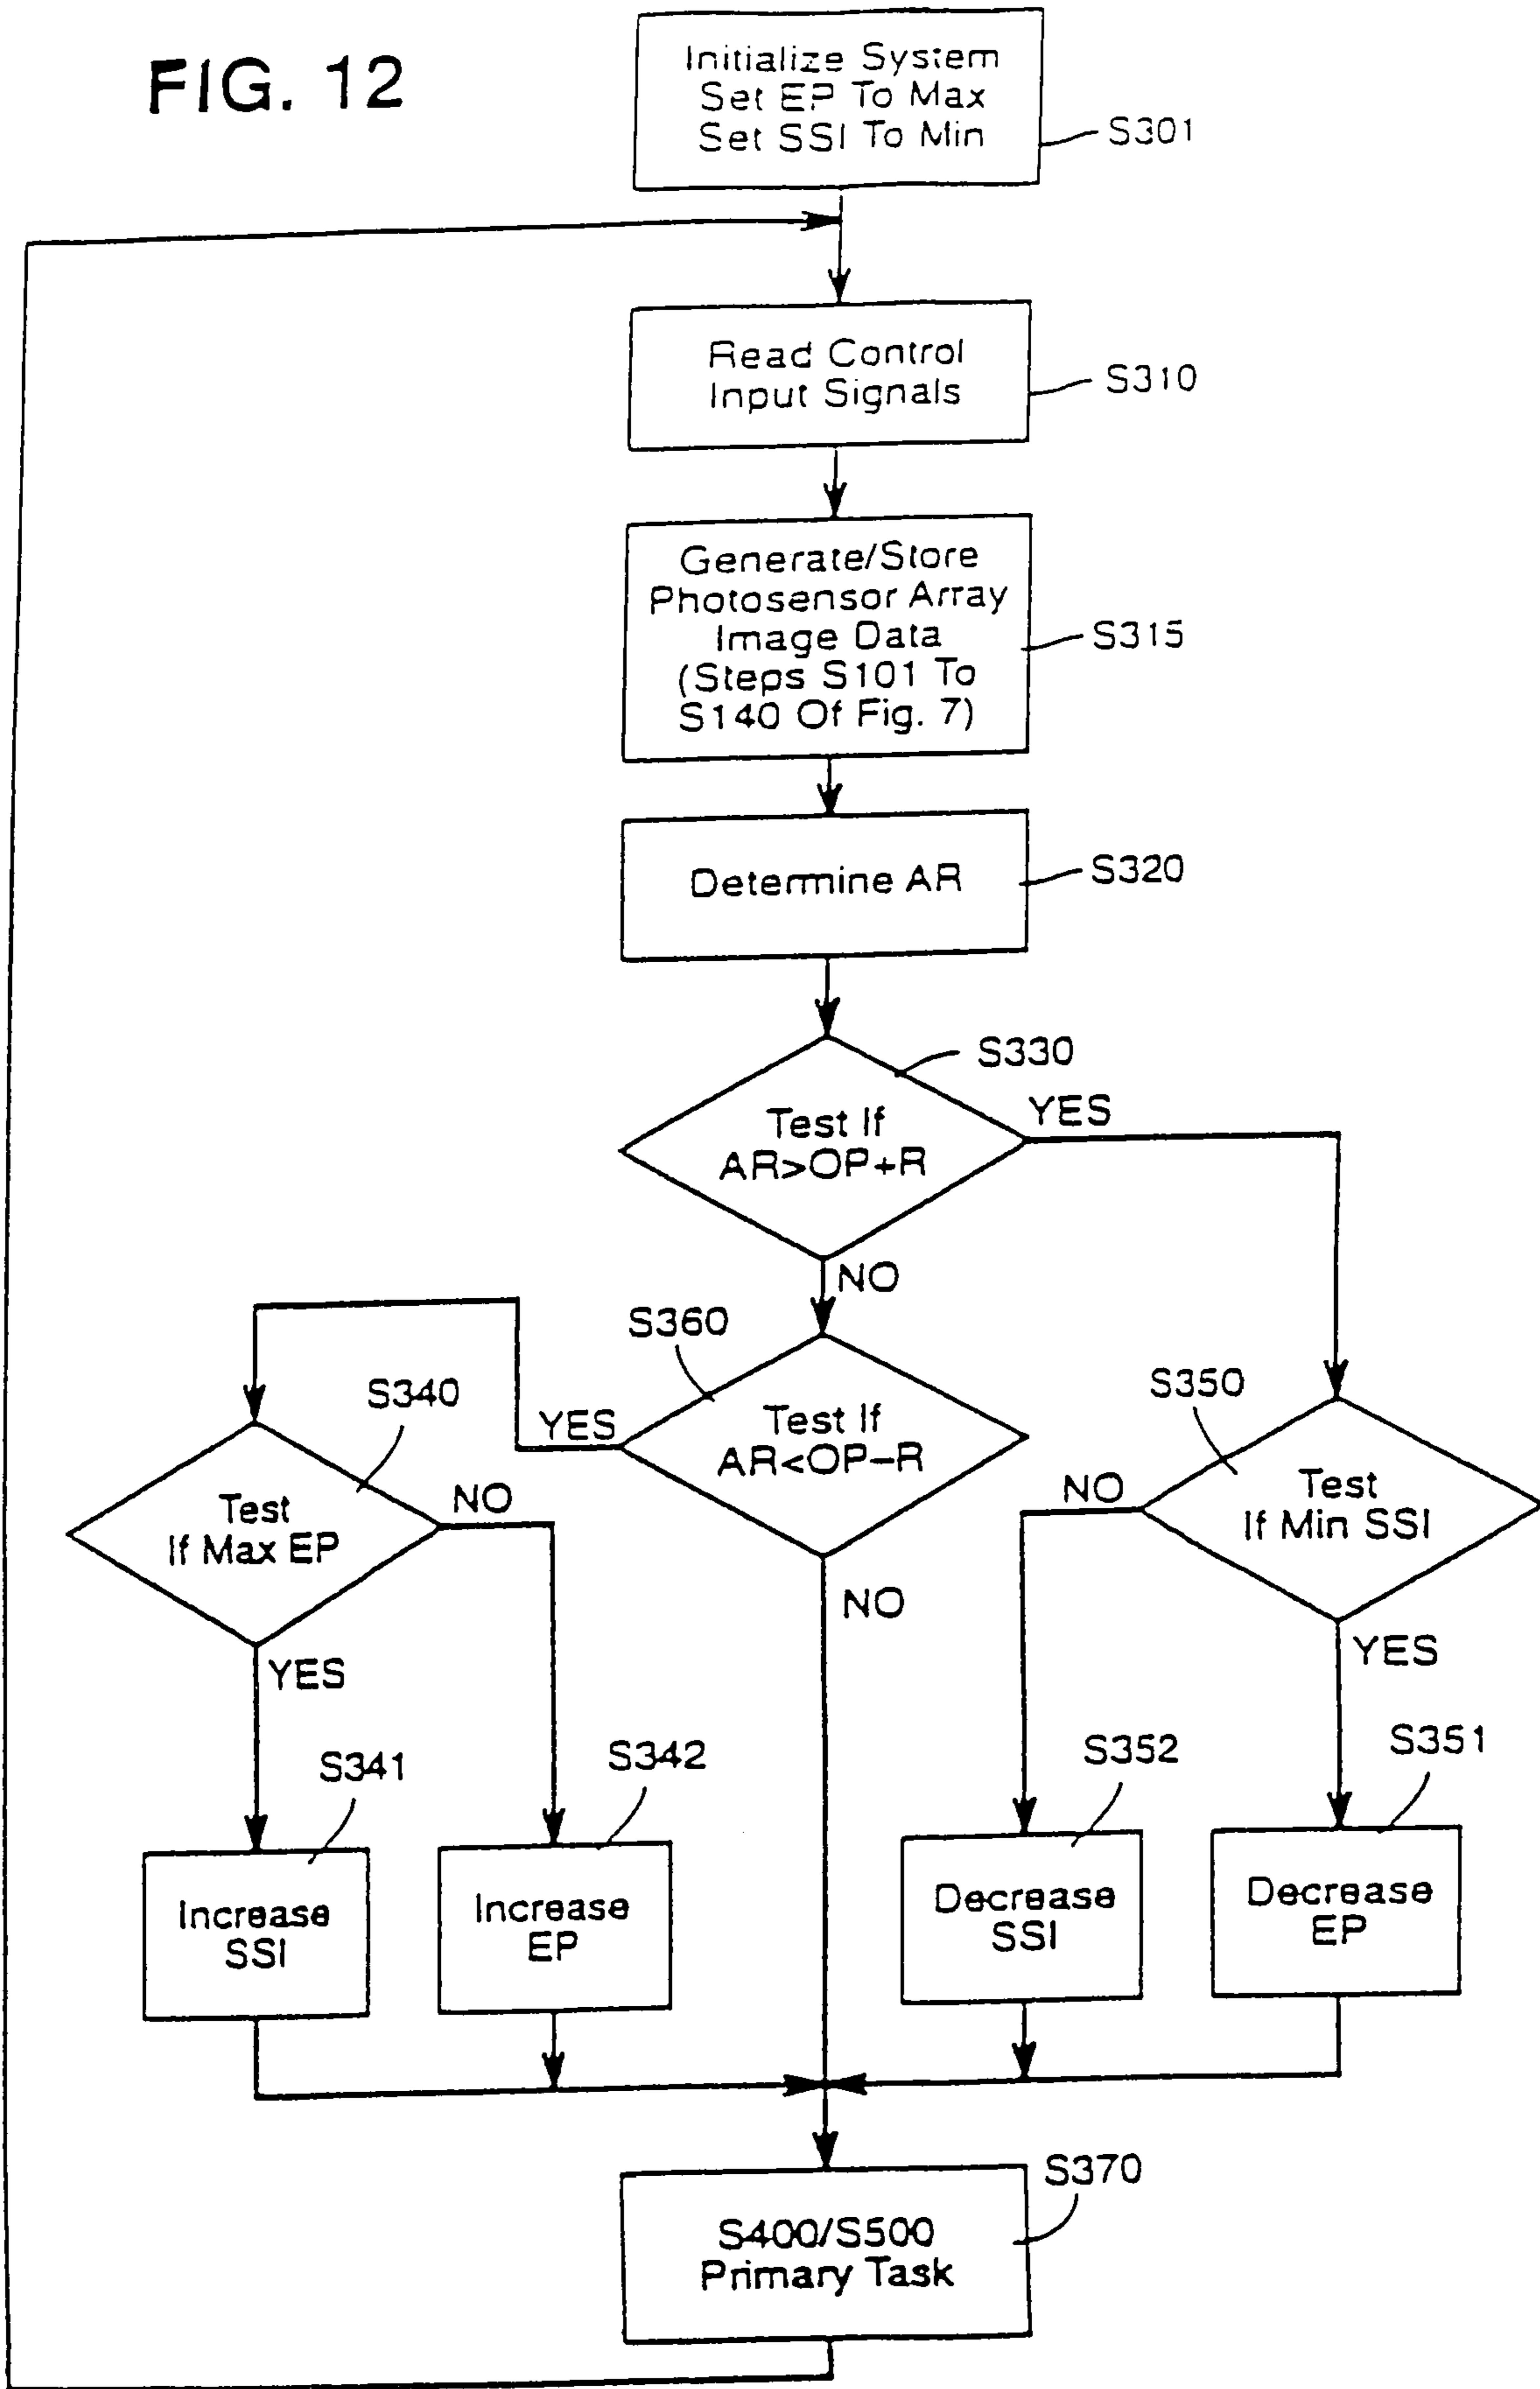 FIG. 12
Initialize System
Set EP To Max
Set SSI To Min
S301
Read Control
Input Signals
S310
Generate/Store
Photosensor Array
Image Data
(Steps S101 To
S140 Of Fig. 7)
S315
Determine AR
S320
S330
Test If
AR>OP+R
YES
NO
S360
Test If
AR<OP–R
YES
NO
S340
Test
If Max EP
NO
YES
S350
Test
If Min SSI
NO
YES
S341
Increase
SSI
S342
Increase
EP
S352
Decrease
SSI
S351
Decrease
EP
S370
S400/S500
Primary Task